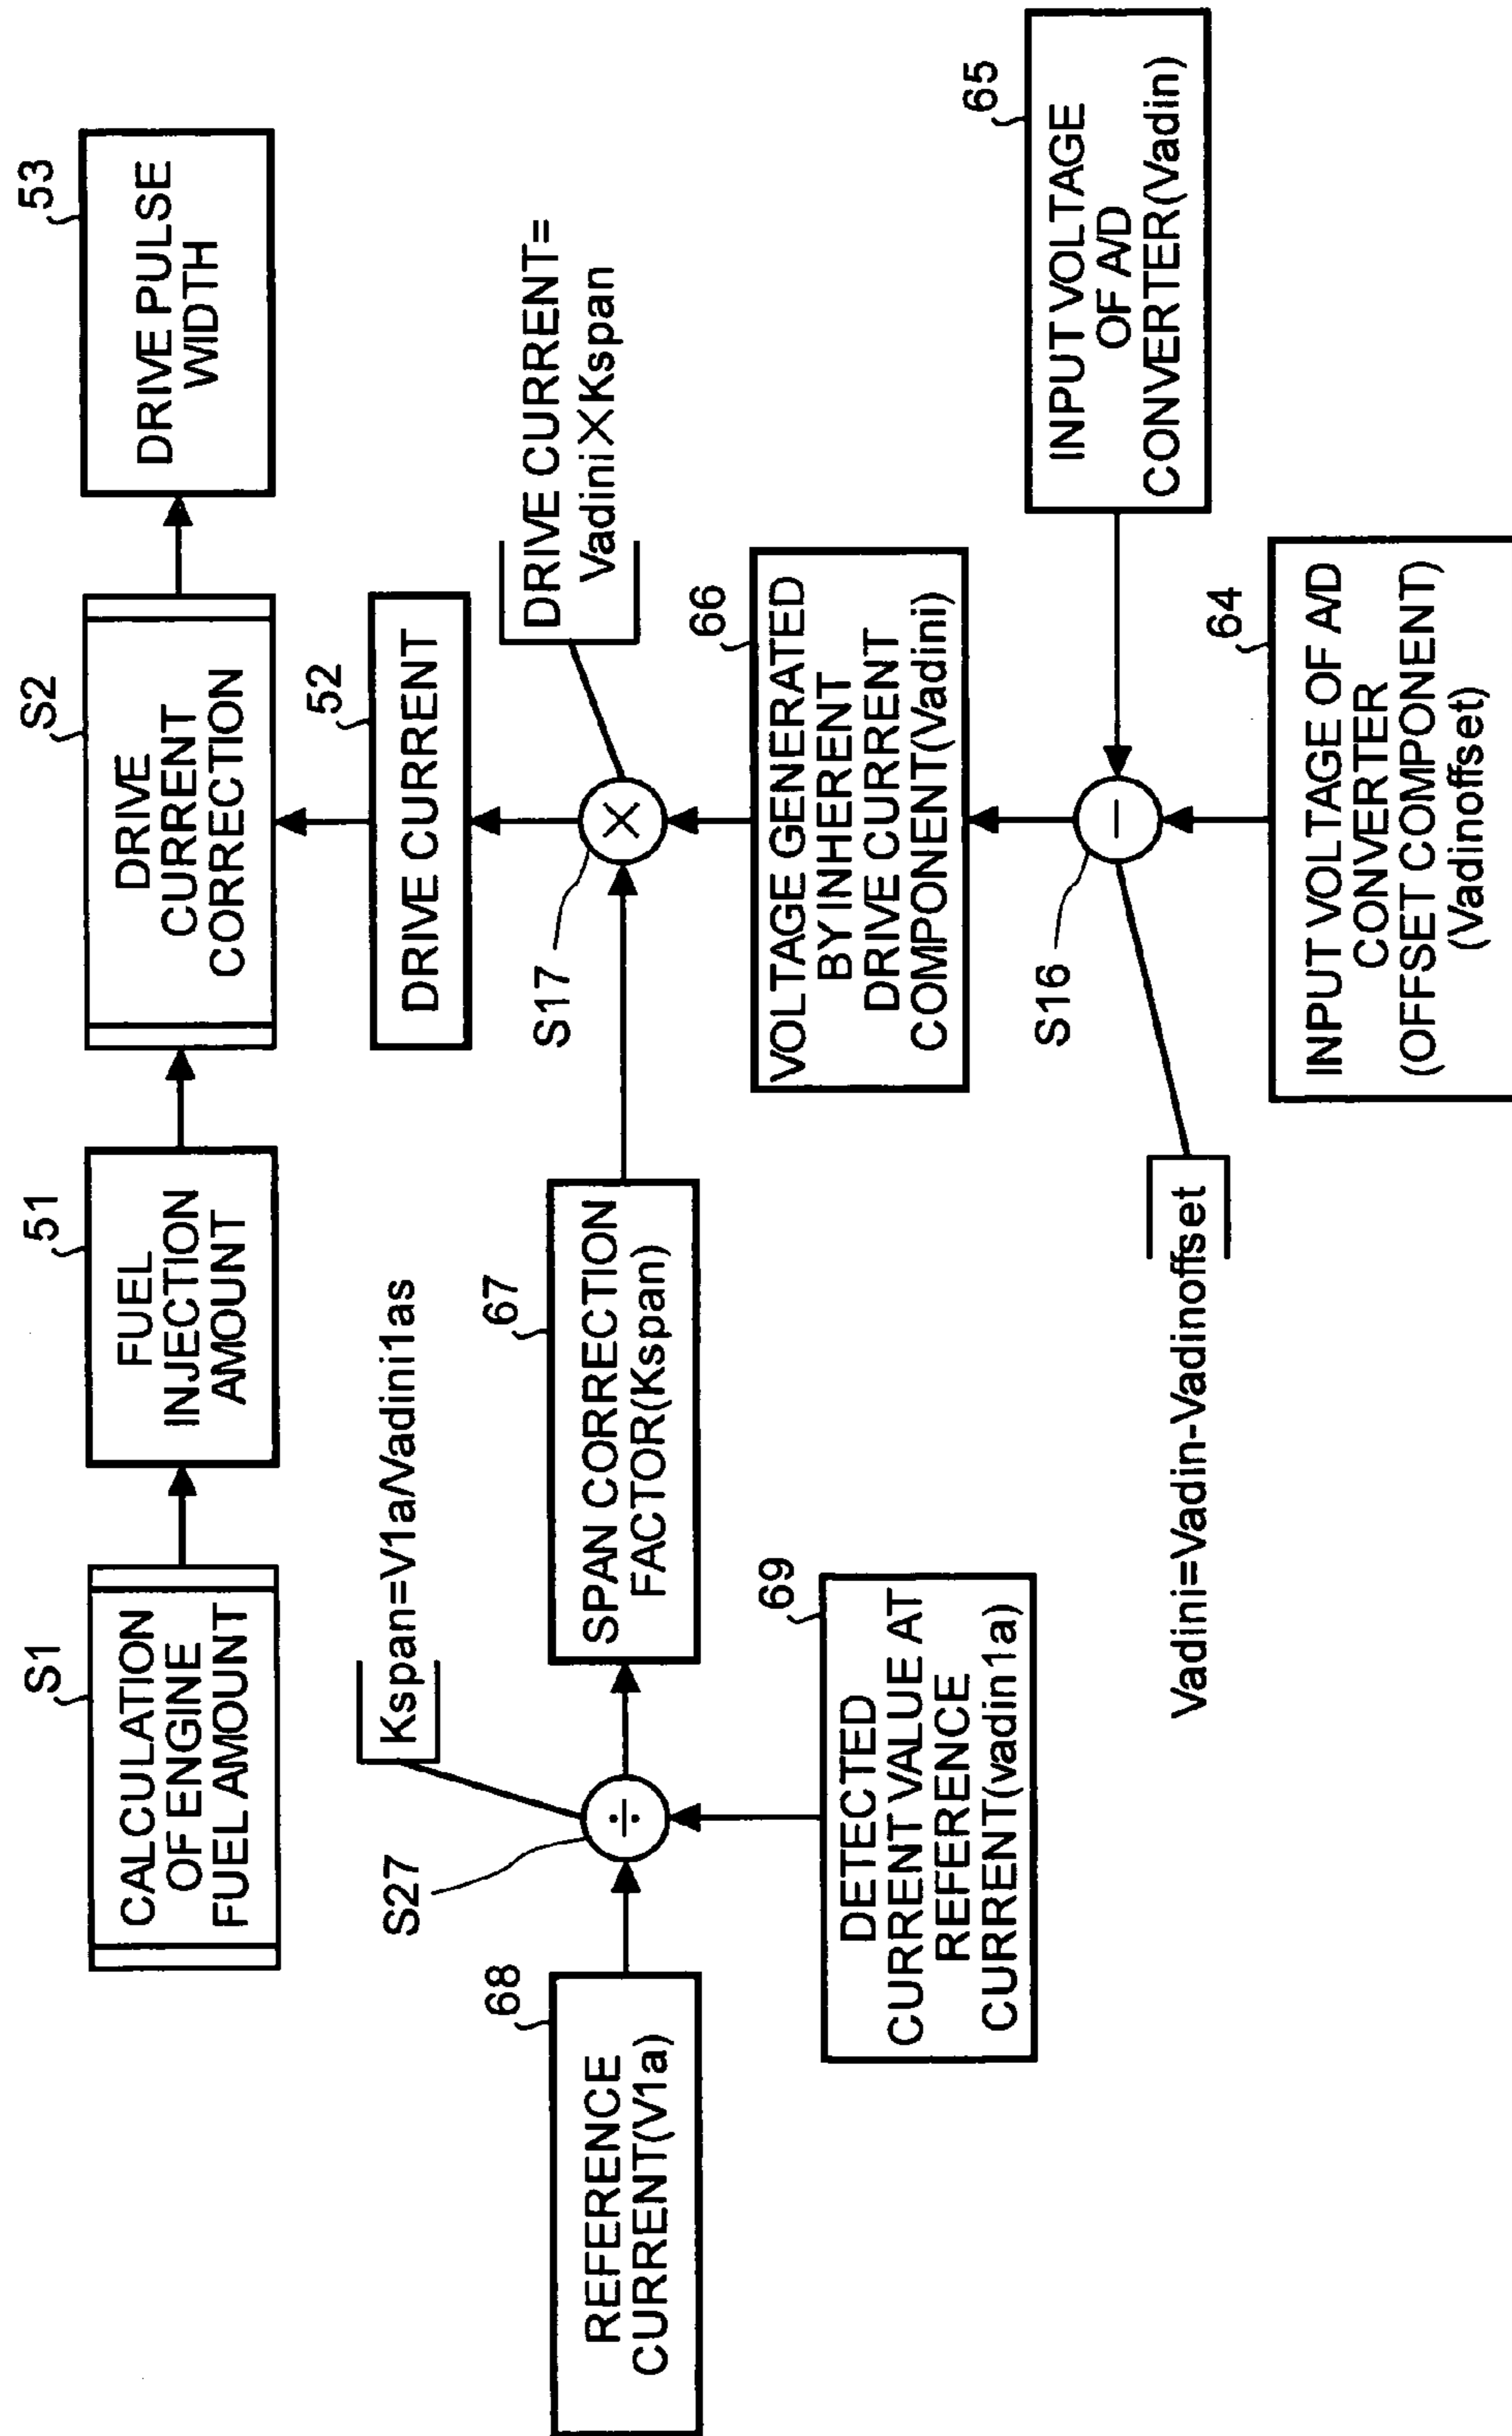 S1
CALCULATION
OF ENGINE
FUEL AMOUNT
51
FUEL
INJECTION
AMOUNT
S2
DRIVE
CURRENT
CORRECTION
53
DRIVE PULSE
WIDTH
Kspan=V1a/Vadini1as
52
DRIVE CURRENT
DRIVE CURRENT=
Vadini×Kspan
68
REFERENCE
CURRENT(V1a)
S27
÷
67
SPAN CORRECTION
FACTOR(Kspan)
S17
×
69
DETECTED
CURRENT VALUE AT
REFERENCE
CURRENT(vadin1a)
66
VOLTAGE GENERATED
BY INHERENT
DRIVE CURRENT
COMPONENT(Vadini)
65
INPUT VOLTAGE
OF A/D
CONVERTER(Vadin)
S16
−
Vadini=Vadin-Vadinoffset
64
INPUT VOLTAGE OF A/D
CONVERTER
(OFFSET COMPONENT)
(Vadinoffset)